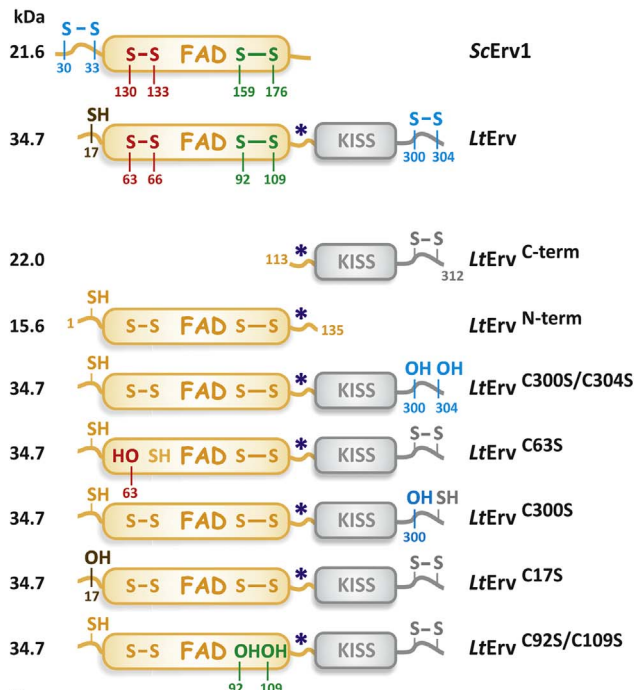 kDa
S–S
21.6 S–S FAD S–S ScErv1
30 33
130 133 159 176
SH S–S
34.7 S–S FAD S–S * KISS LtErv
17 300 304
63 66 92 109
S–S
22.0 113 * KISS LtErv C-term
312
SH
15.6 1 S–S FAD S–S * 135 LtErv N-term
SH OH OH
34.7 S–S FAD S–S * KISS LtErv C300S/C304S
300 304
SH S–S
34.7 HO SH FAD S–S * KISS LtErv C63S
63
SH OH SH
34.7 S–S FAD S–S * KISS LtErv C300S
300
OH S–S
34.7 S–S FAD S–S * KISS LtErv C17S
17
SH S–S
34.7 S–S FAD OHOH * KISS LtErv C92S/C109S
92 109